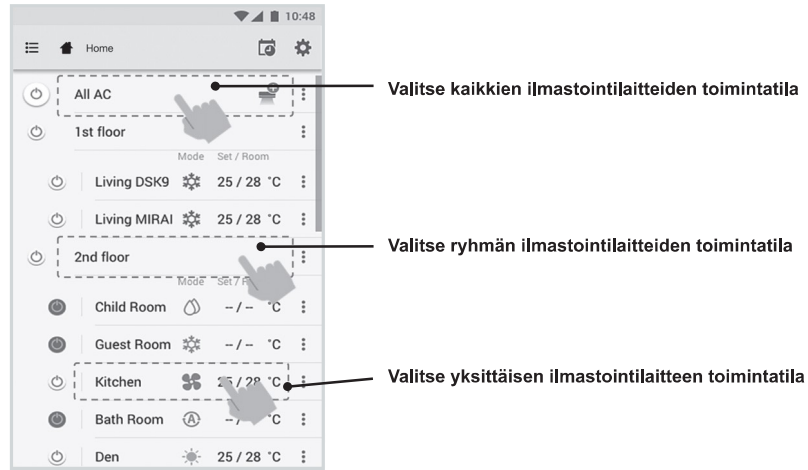 10:48
Home
All AC
Valitse kaikkien ilmastointilaitteiden toimintatila
1st floor
Mode Set / Room
Living DSK9 25 / 28 °C
Living MIRAI 25 / 28 °C
Valitse ryhmän ilmastointilaitteiden toimintatila
2nd floor
Mode Set /
Child Room -- / -- °C
Guest Room -- / -- °C
Kitchen 28 °C
Valitse yksittäisen ilmastointilaitteen toimintatila
Bath Room A °C
Den 25 / 28 °C